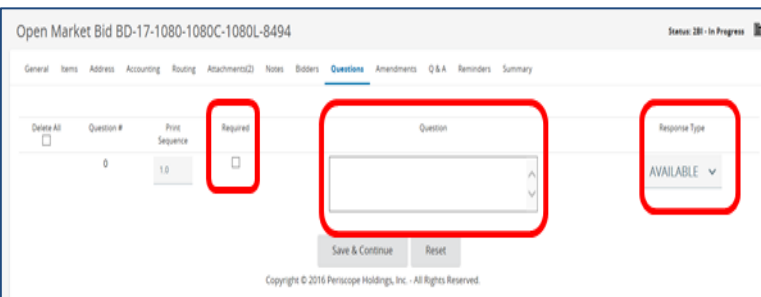 Open Market Bid BD-17-1080-1080C-1080L-8494
Status: 2BI - In Progress
General Items Address Accounting Routing Attachments(2) Notes Bidders Questions Amendments Q & A Reminders Summary
Delete All Question # Print Sequence Required Question Response Type
0 1.0 AVAILABLE
Save & Continue Reset
Copyright © 2016 Periscope Holdings, Inc. - All Rights Reserved.